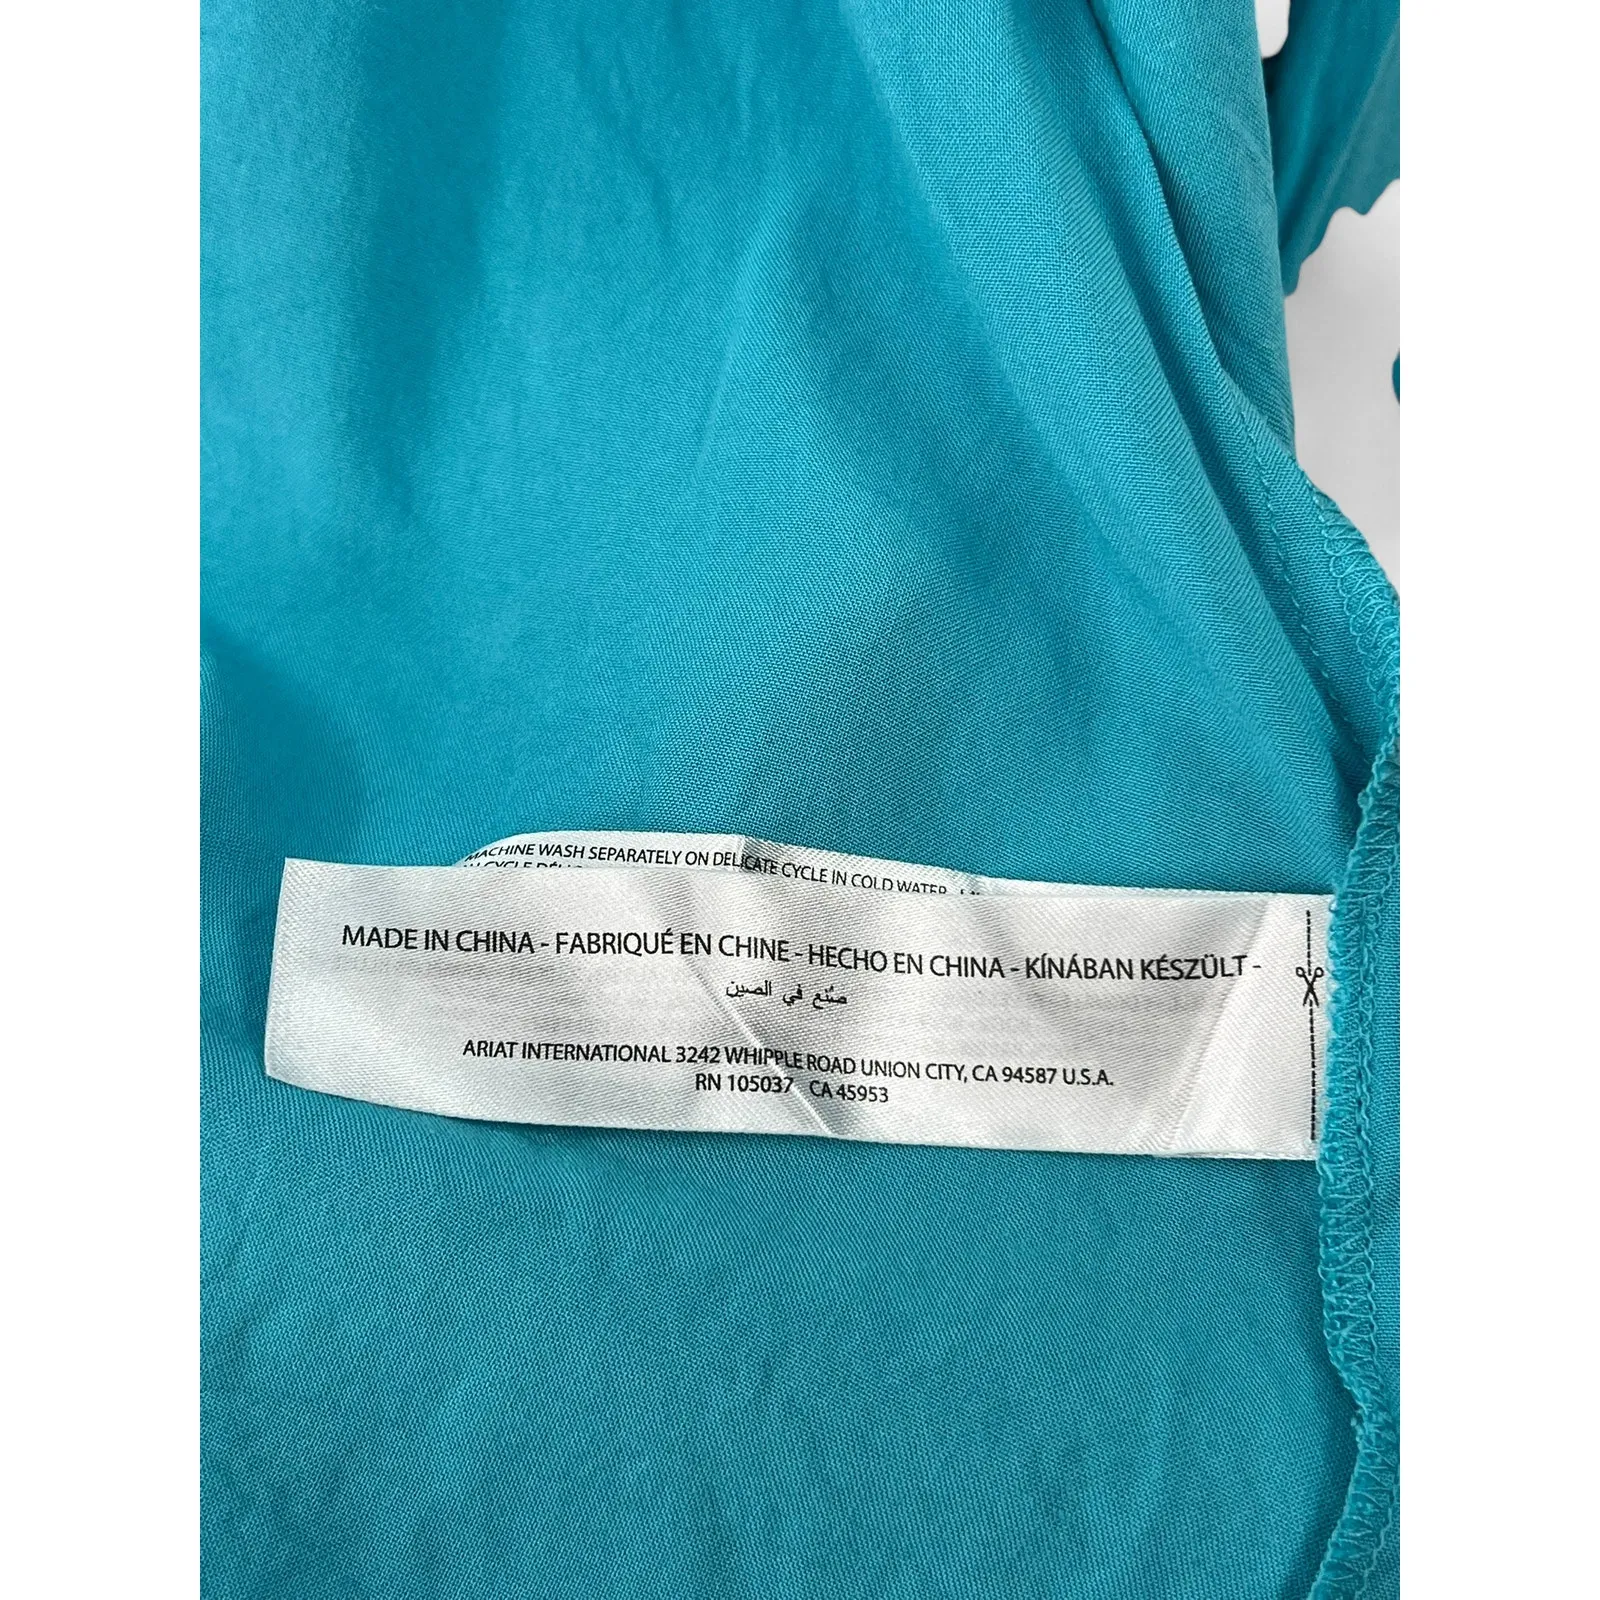 MACHINE WASH SEPARATELY ON DELICATE CYCLE IN COLD WATER
MADE IN CHINA - FABRIQUÉ EN CHINE - HECHO EN CHINA - KÍNÁBAN KÉSZÜLT -
صُنع في الصين
ARIAT INTERNATIONAL 3242 WHIPPLE ROAD UNION CITY, CA 94587 U.S.A.
RN 105037 CA 45953